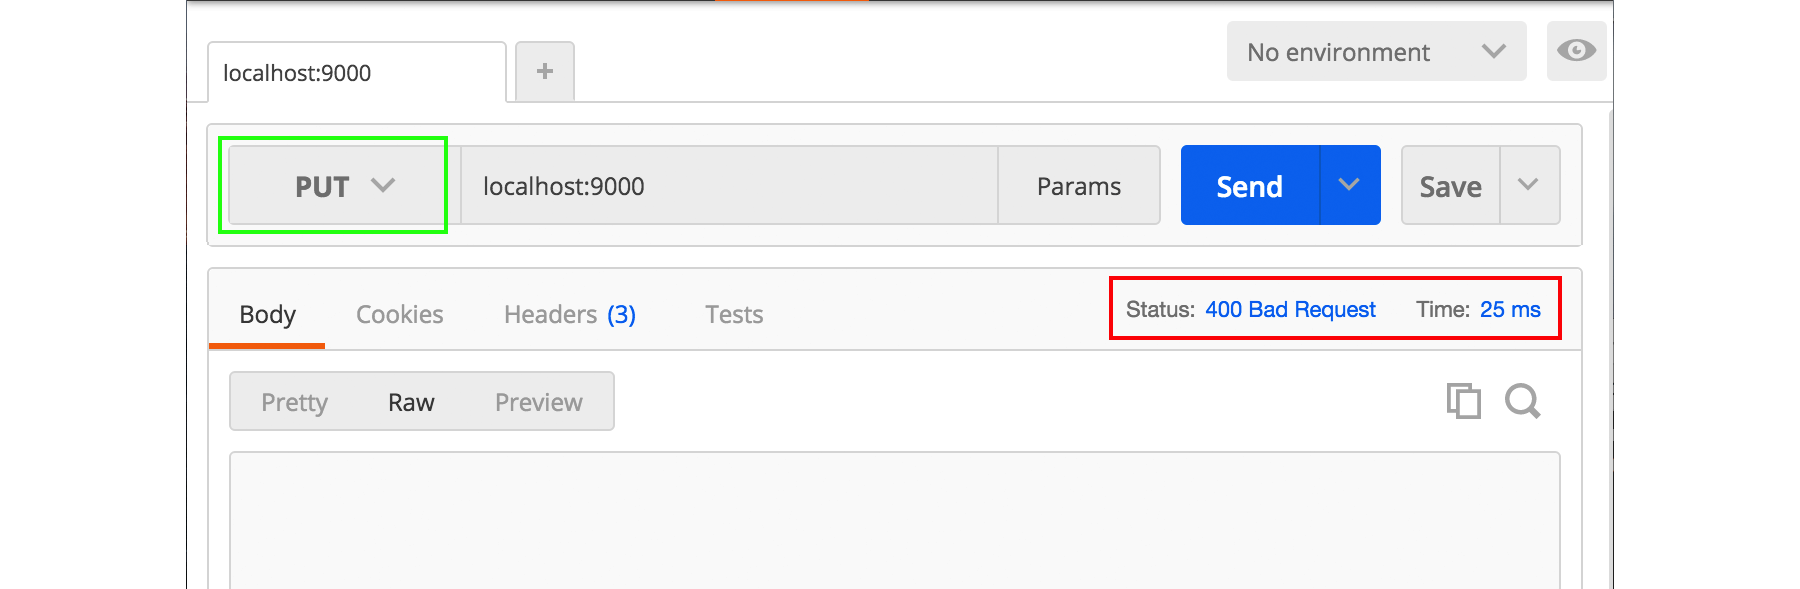 localhost:9000 + No environment
PUT localhost:9000 Params Send Save
Body Cookies Headers (3) Tests Status: 400 Bad Request Time: 25 ms
Pretty Raw Preview